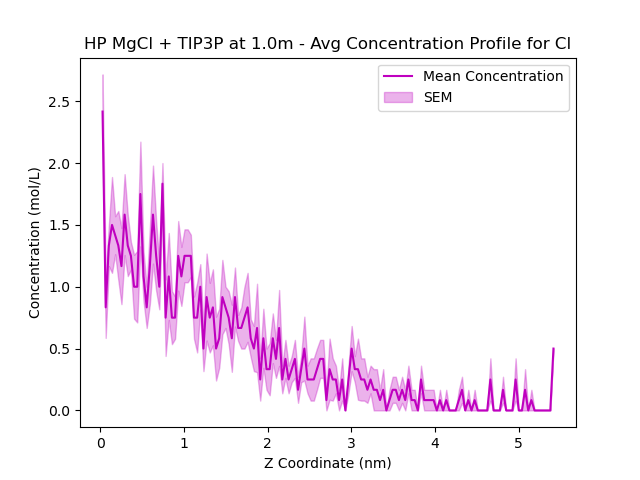 HP MgCl + TIP3P at 1.0m - Avg Concentration Profile for Cl
Mean Concentration
SEM
Concentration (mol/L)
2.5
2.0
1.5
1.0
0.5
0.0
0 1 2 3 4 5
Z Coordinate (nm)